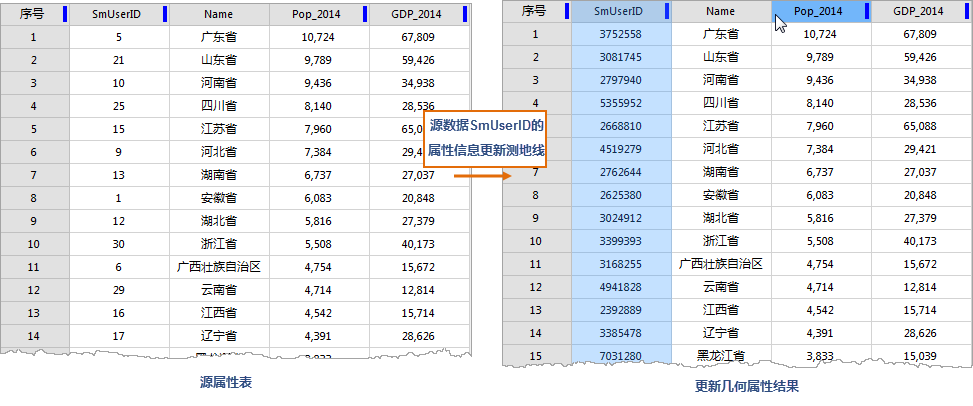 序号 SmUserID Name Pop_2014 GDP_2014
1 5 广东省 10,724 67,809
2 21 山东省 9,789 59,426
3 10 河南省 9,436 34,938
4 25 四川省 8,140 28,536
5 15 江苏省 7,960 65,0
6 9 河北省 7,384 29,4
7 13 湖南省 6,737 27,037
8 1 安徽省 6,083 20,848
9 12 湖北省 5,816 27,379
10 30 浙江省 5,508 40,173
11 6 广西壮族自治区 4,754 15,672
12 29 云南省 4,714 12,814
13 16 江西省 4,542 15,714
14 17 辽宁省 4,391 28,626
源属性表
源数据SmUserID的
属性信息更新测地线
序号 SmUserID Name Pop_2014 GDP_2014
1 3752558 广东省 10,724 67,809
2 3081745 山东省 9,789 59,426
3 2797940 河南省 9,436 34,938
4 5355952 四川省 8,140 28,536
2668810 江苏省 7,960 65,088
4519279 河北省 7,384 29,421
7 2762644 湖南省 6,737 27,037
8 2625380 安徽省 6,083 20,848
9 3024912 湖北省 5,816 27,379
10 3399393 浙江省 5,508 40,173
11 3168255 广西壮族自治区 4,754 15,672
12 4941828 云南省 4,714 12,814
13 2392889 江西省 4,542 15,714
14 3385478 辽宁省 4,391 28,626
15 7031280 黑龙江省 3,833 15,039
更新几何属性结果